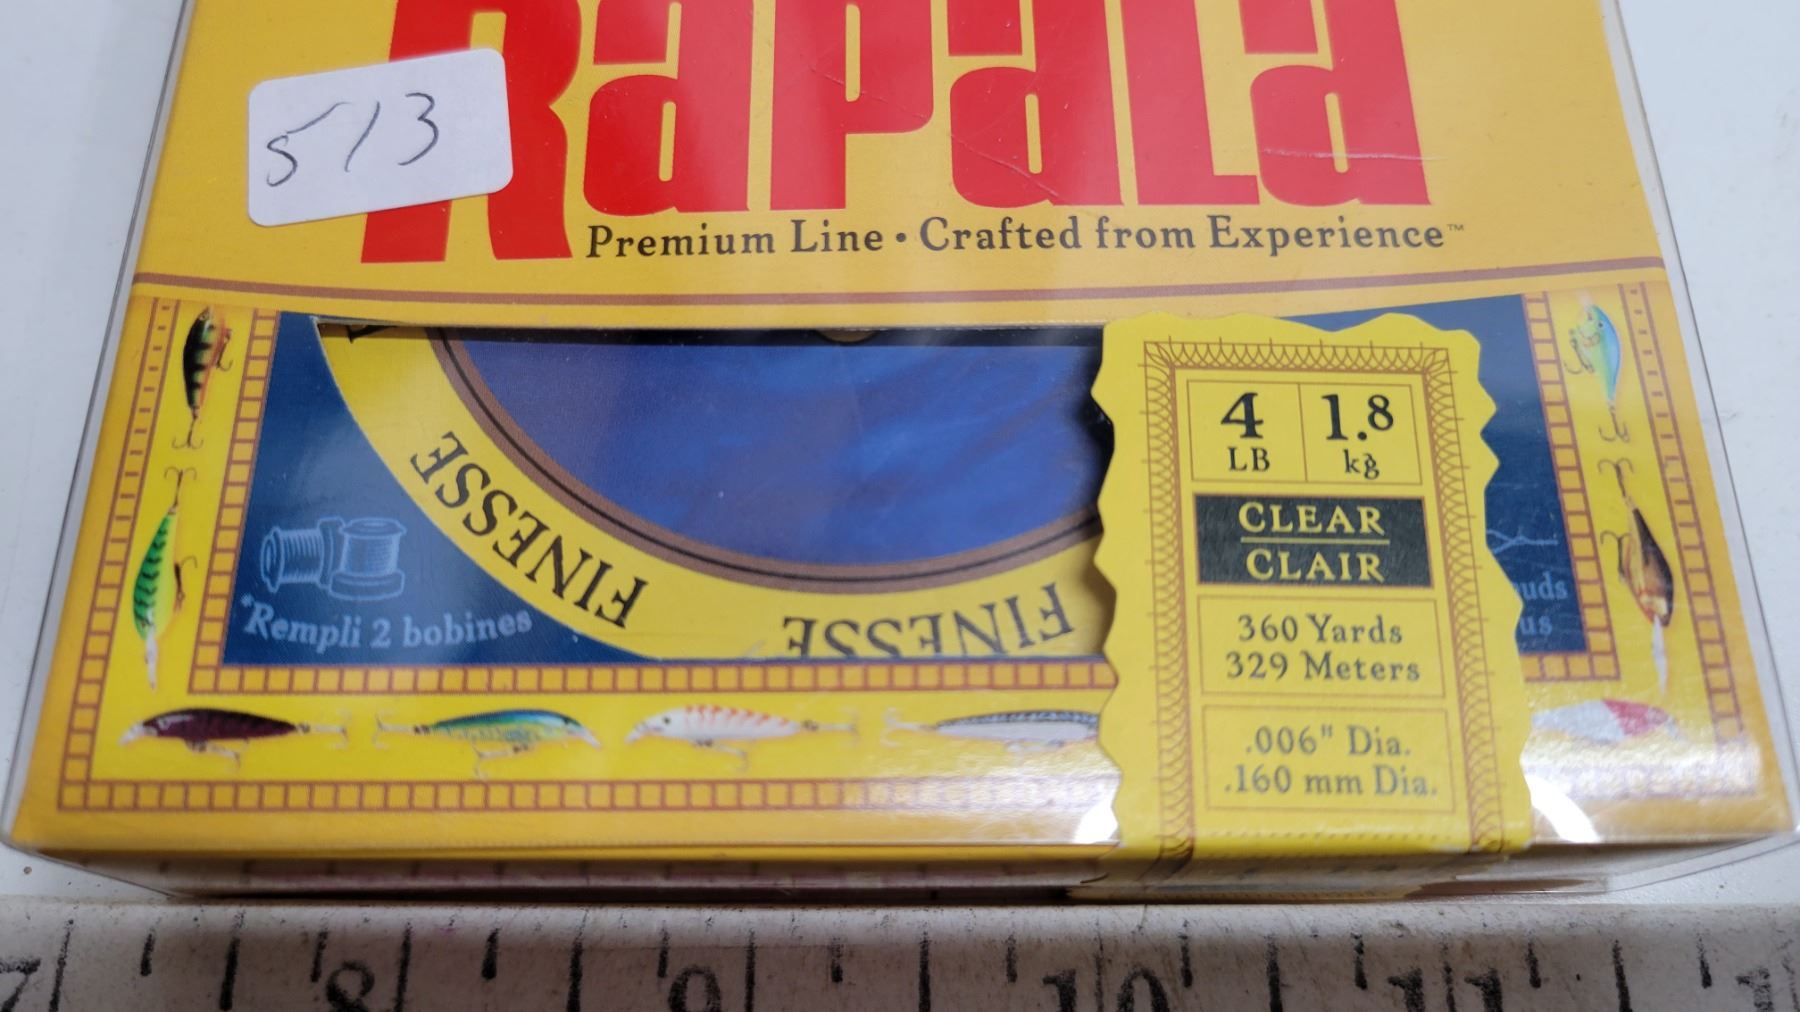 RapaLa
513
Premium Line • Crafted from Experience™
FINESSE
FINESSE
*Rempli 2 bobines
4 LB 1.8 kg
CLEAR
CLAIR
360 Yards
329 Meters
.006" Dia.
.160 mm Dia.
7 8 9 10 11